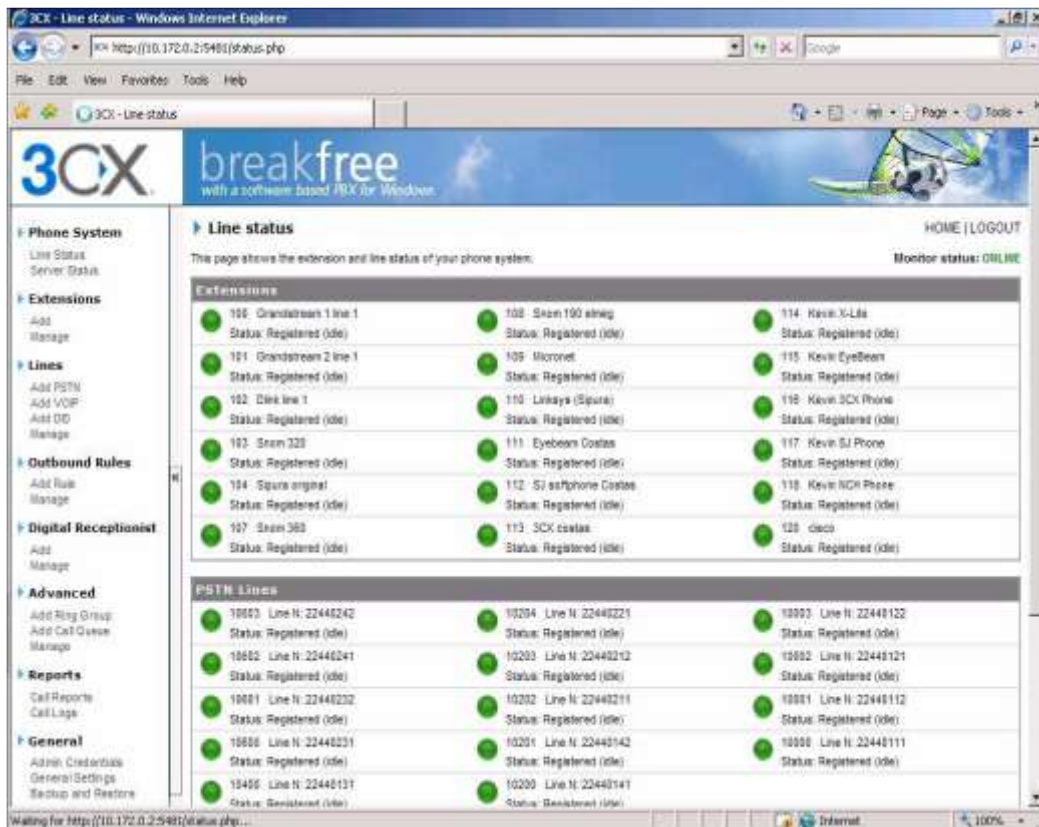 3CX - Line status - Windows Internet Explorer
http://10.172.0.2:5481/status.php
Google
File Edit View Favorites Tools Help
3CX - Line status
Page Tools
3CX
breakfree
with a software based PBX for Windows
Phone System
Line Status
Server Status
Extensions
Add
Manage
Lines
Add PSTN
Add VOIP
Add DID
Manage
Outbound Rules
Add Rule
Manage
Digital Receptionist
Add
Manage
Advanced
Add Ring Group
Add Call Queue
Manage
Reports
Call Reports
Call Logs
General
Admin Credentials
General Settings
Backup and Restore
Line status
HOME | LOGOUT
This page shows the extension and line status of your phone system.
Monitor status: ONLINE
Extensions
100 Grandstream 1 line 1
Status: Registered (idle)
108 Snom 190 elmeg
Status: Registered (idle)
114 Kevin X-Lite
Status: Registered (idle)
101 Grandstream 2 line 1
Status: Registered (idle)
109 Micronet
Status: Registered (idle)
115 Kevin EyeBeam
Status: Registered (idle)
102 Dlink line 1
Status: Registered (idle)
110 Linksys (Sipura)
Status: Registered (idle)
116 Kevin 3CX Phone
Status: Registered (idle)
103 Snom 320
Status: Registered (idle)
111 Eyebeam Costas
Status: Registered (idle)
117 Kevin SJ Phone
Status: Registered (idle)
104 Sipura original
Status: Registered (idle)
112 SJ softphone Costas
Status: Registered (idle)
118 Kevin NCH Phone
Status: Registered (idle)
107 Snom 360
Status: Registered (idle)
113 3CX costas
Status: Registered (idle)
120 cisco
Status: Registered (idle)
PSTN Lines
10603 Line N: 22440242
Status: Registered (idle)
10204 Line N: 22440221
Status: Registered (idle)
10003 Line N: 22440122
Status: Registered (idle)
10602 Line N: 22440241
Status: Registered (idle)
10203 Line N: 22440212
Status: Registered (idle)
10002 Line N: 22440121
Status: Registered (idle)
10601 Line N: 22440232
Status: Registered (idle)
10202 Line N: 22440211
Status: Registered (idle)
10001 Line N: 22440112
Status: Registered (idle)
10600 Line N: 22440231
Status: Registered (idle)
10201 Line N: 22440142
Status: Registered (idle)
10000 Line N: 22440111
Status: Registered (idle)
10400 Line N: 22440131
Status: Registered (idle)
10200 Line N: 22440141
Status: Registered (idle)
Waiting for http://10.172.0.2:5481/status.php...
Internet
100%